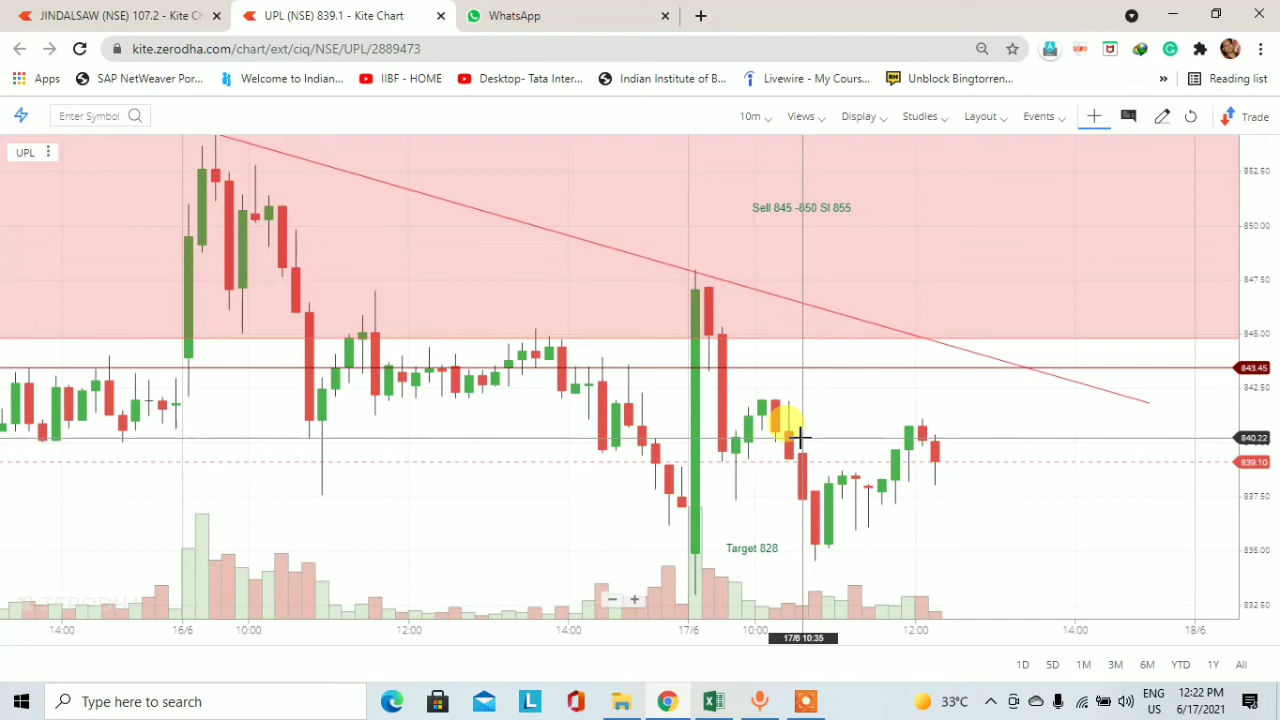 JINDALSAW (NSE) 107.2 - Kite Ch
UPL (NSE) 839.1 - Kite Chart
WhatsApp
kite.zerodha.com/chart/ext/ciq/NSE/UPL/2889473
Apps
SAP NetWeaver Por...
Welcome to Indian...
IIBF - HOME
Desktop- Tata Inter...
Indian Institute of B...
Livewire - My Cours...
Unblock Bingtorren...
»
Reading list
Enter Symbol
10m
Views
Display
Studies
Layout
Events
Trade
UPL
Sell 845 -850 Sl 855
Target 828
852.50
850.00
847.50
845.00
843.45
842.50
840.22
839.10
837.50
835.00
832.50
ZERODHA
14:00
16/6
10:00
12:00
14:00
17/6
10:00
12:00
14:00
18/6
17/6 10:35
1D
5D
1M
3M
6M
YTD
1Y
All
Type here to search
33°C
ENG
US
12:22 PM
6/17/2021